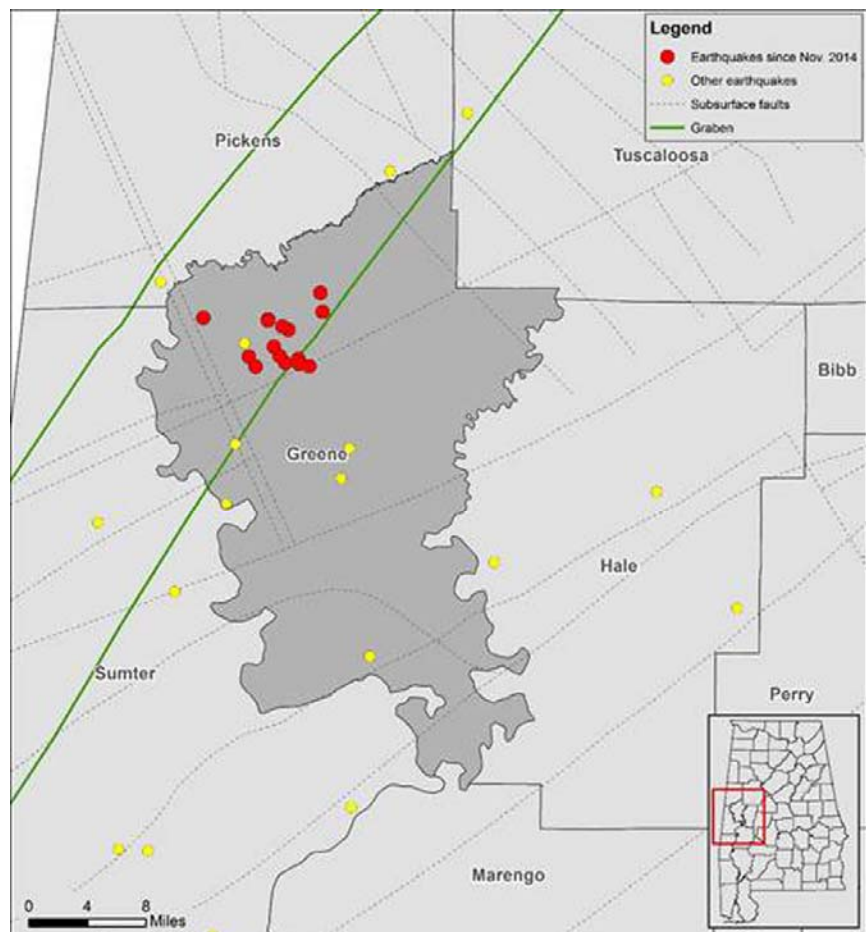 Legend
Earthquakes since Nov. 2014
Other earthquakes
Subsurface faults
Graben
Pickens
Tuscaloosa
Bibb
Greene
Hale
Sumter
Perry
Marengo
0 4 8
Miles